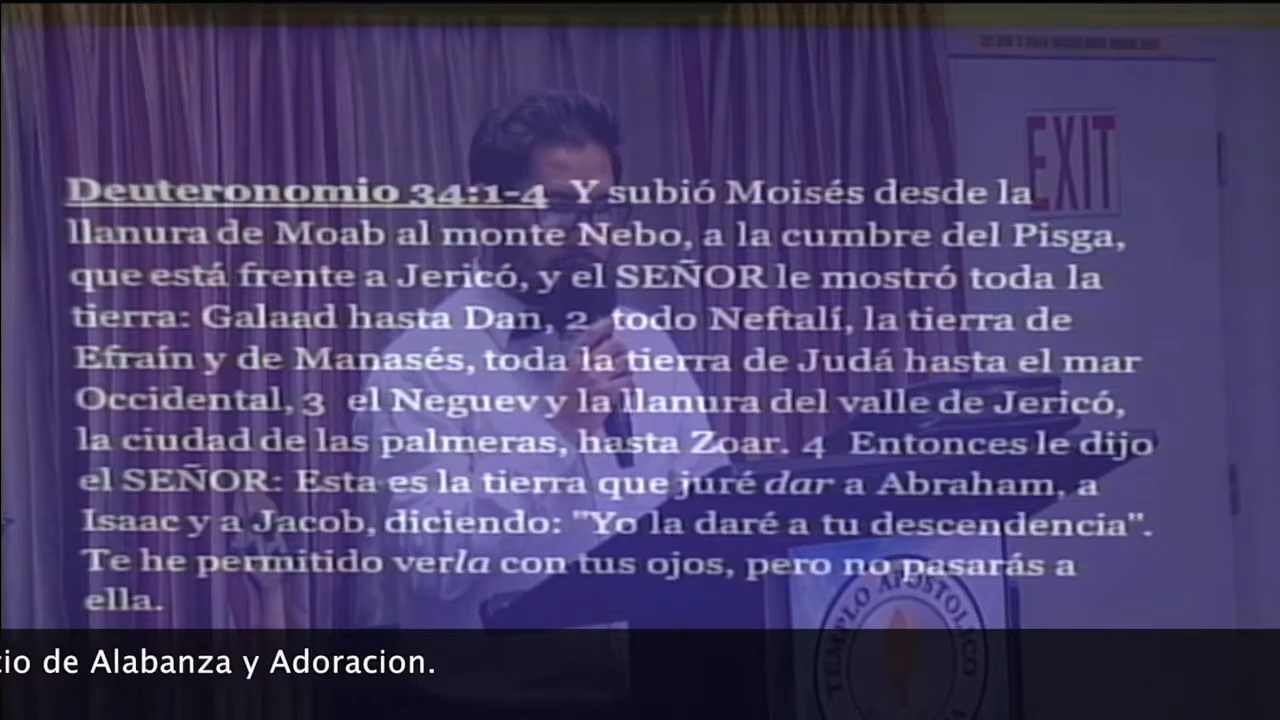 EXIT
Deuteronomio 34:1-4 Y subió Moisés desde la
llanura de Moab al monte Nebo, a la cumbre del Pisga,
que está frente a Jericó, y el SEÑOR le mostró toda la
tierra: Galaad hasta Dan, 2 todo Neftalí, la tierra de
Efraín y de Manasés, toda la tierra de Judá hasta el mar
Occidental, 3 el Neguev y la llanura del valle de Jericó,
la ciudad de las palmeras, hasta Zoar. 4 Entonces le dijo
el SEÑOR: Esta es la tierra que juré dar a Abraham, a
Isaac y a Jacob, diciendo: "Yo la daré a tu descendencia".
Te he permitido verla con tus ojos, pero no pasarás a
ella.
TEMPLO APOSTOLICO
cio de Alabanza y Adoracion.